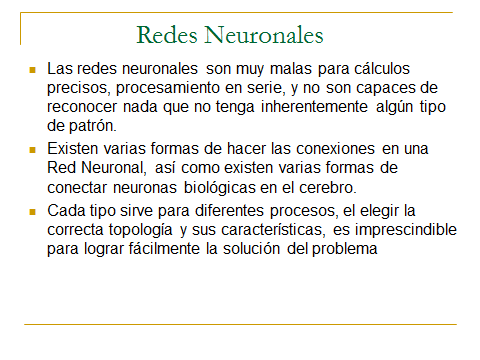 Redes Neuronales
Las redes neuronales son muy malas para cálculos
precisos, procesamiento en serie, y no son capaces de
reconocer nada que no tenga inherentemente algún tipo
de patrón.
Existen varias formas de hacer las conexiones en una
Red Neuronal, así como existen varias formas de
conectar neuronas biológicas en el cerebro.
Cada tipo sirve para diferentes procesos, el elegir la
correcta topología y sus características, es imprescindible
para lograr fácilmente la solución del problema